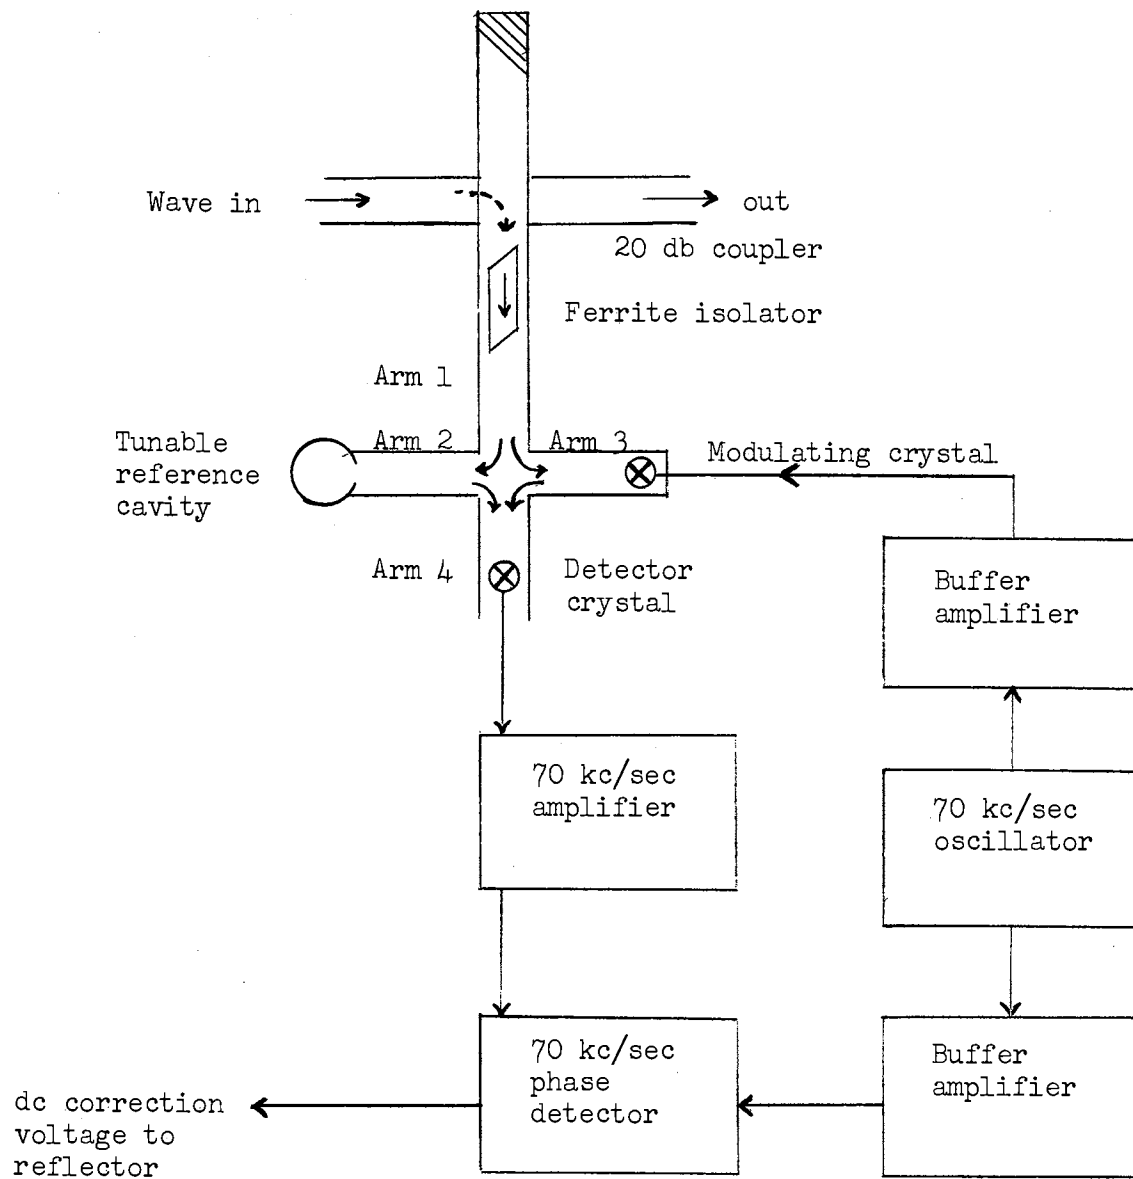 Wave in
out
20 db coupler
Ferrite isolator
Arm 1
Tunable
reference
cavity
Arm 2
Arm 3
Modulating crystal
Arm 4
Detector
crystal
Buffer
amplifier
70 kc/sec
amplifier
70 kc/sec
oscillator
70 kc/sec
phase
detector
Buffer
amplifier
dc correction
voltage to
reflector